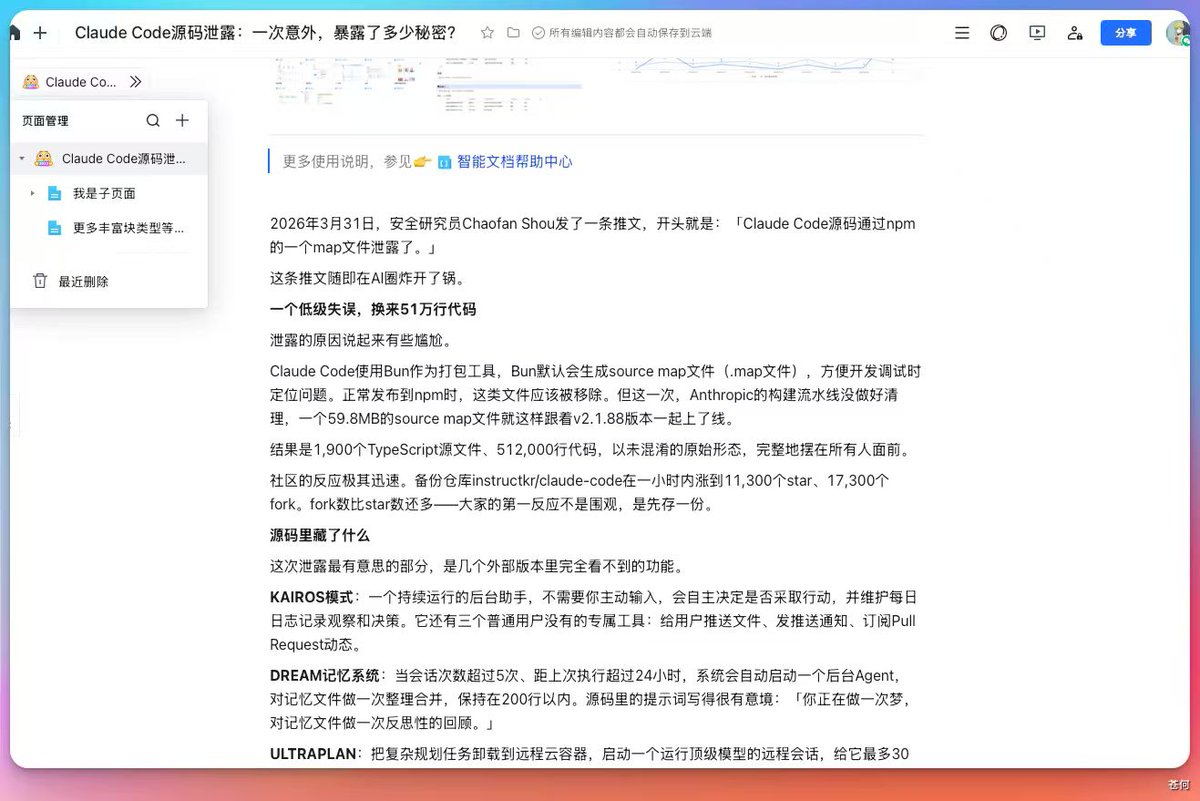 Claude Code源码泄露：一次意外，暴露了多少秘密？
所有编辑内容都会自动保存到云端
分享
Claude Co...
页面管理
Claude Code源码泄...
我是子页面
更多丰富块类型等...
最近删除
更多使用说明，参见👉 智能文档帮助中心
2026年3月31日，安全研究员Chaofan Shou发了一条推文，开头就是：「Claude Code源码通过npm
的一个map文件泄露了。」
这条推文随即在AI圈炸开了锅。
一个低级失误，换来51万行代码
泄露的原因说起来有些尴尬。
Claude Code使用Bun作为打包工具，Bun默认会生成source map文件（.map文件），方便开发调试时
定位问题。正常发布到npm时，这类文件应该被移除。但这一次，Anthropic的构建流水线没做好清
理，一个59.8MB的source map文件就这样跟着v2.1.88版本一起上了线。
结果是1,900个TypeScript源文件、512,000行代码，以未混淆的原始形态，完整地摆在所有人面前。
社区的反应极其迅速。备份仓库instructkr/claude-code在一小时内涨到11,300个star、17,300个
fork。fork数比star数还多——大家的第一反应不是围观，是先存一份。
源码里藏了什么
这次泄露最有意思的部分，是几个外部版本里完全看不到的功能。
KAIROS模式：一个持续运行的后台助手，不需要你主动输入，会自主决定是否采取行动，并维护每日
日志记录观察和决策。它还有三个普通用户没有的专属工具：给用户推送文件、发推送通知、订阅Pull
Request动态。
DREAM记忆系统：当会话次数超过5次、距上次执行超过24小时，系统会自动启动一个后台Agent，
对记忆文件做一次整理合并，保持在200行以内。源码里的提示词写得很有意境：「你正在做一次梦，
对记忆文件做一次反思性的回顾。」
ULTRAPLAN：把复杂规划任务卸载到远程云容器，启动一个运行顶级模型的远程会话，给它最多30
苍何